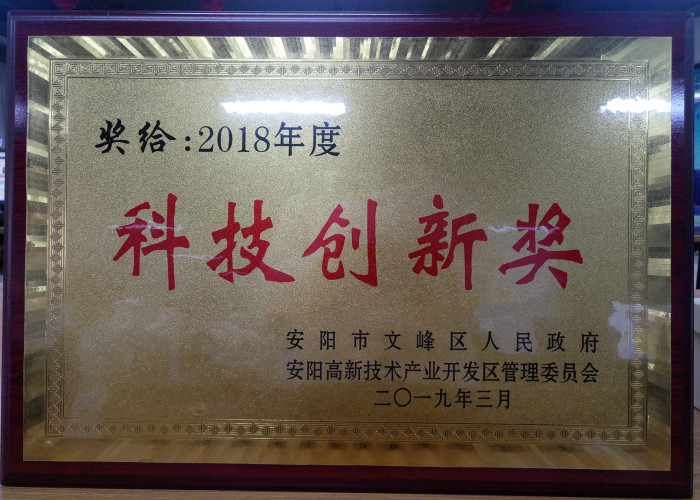 奖给:2018年度
科技创新奖
安阳市文峰区人民政府
安阳高新技术产业开发区管理委员会
二〇一九年三月